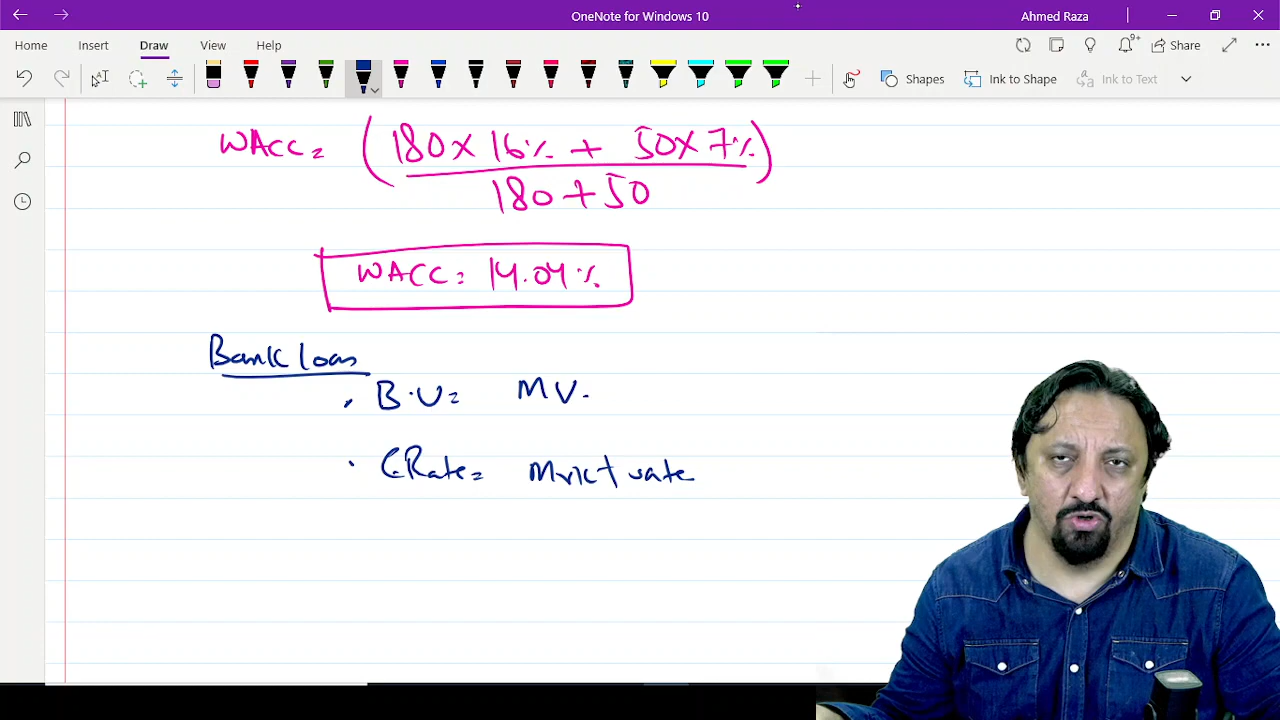 OneNote for Windows 10
Ahmed Raza
Home Insert Draw View Help
Share
Shapes Ink to Shape Ink to Text
WACC = (180 x 16% + 50 x 7%)
180 + 50
WACC = 14.04%
Bank loan
• B.V = MV.
• C.Rate = Mrkt rate